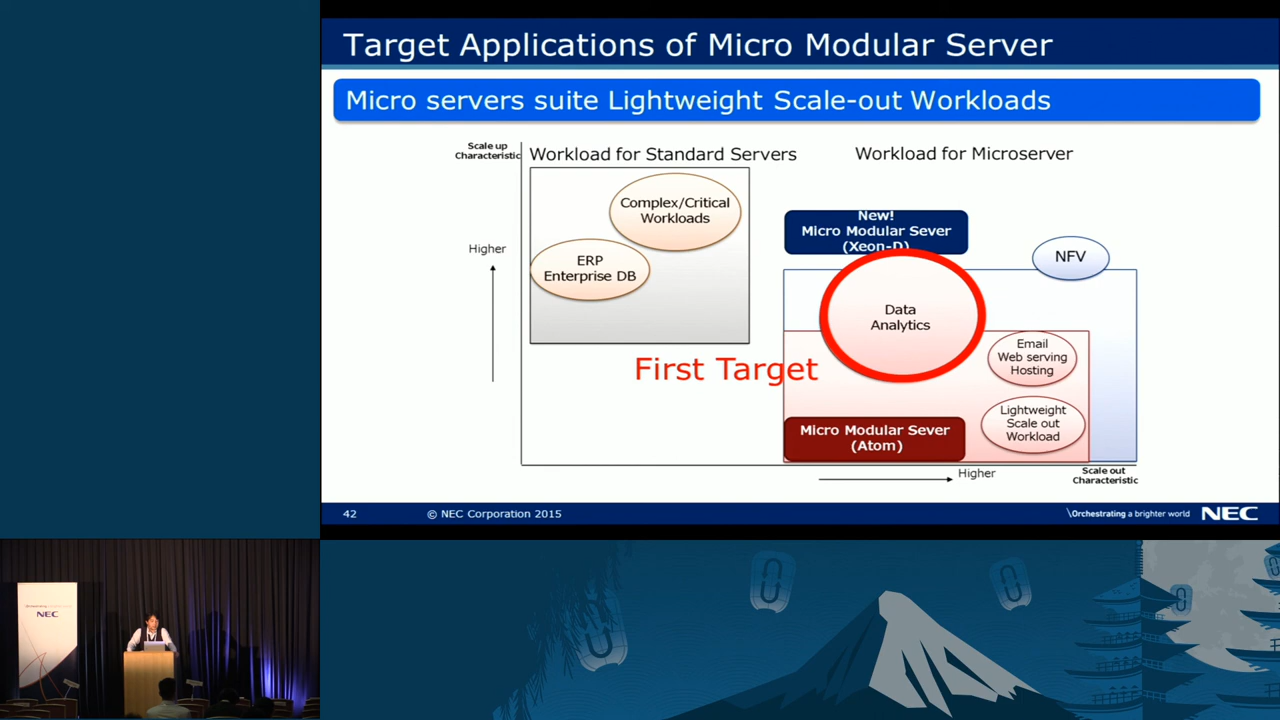 Target Applications of Micro Modular Server
Micro servers suite Lightweight Scale-out Workloads
Scale up
Characteristic
Workload for Standard Servers
Workload for Microserver
Complex/Critical
Workloads
New!
Micro Modular Sever
(Xeon-D)
Higher
ERP
Enterprise DB
NFV
Data
Analytics
Email
Web serving
Hosting
First Target
Lightweight
Scale out
Workload
Micro Modular Sever
(Atom)
Higher
Scale out
Characteristic
42
© NEC Corporation 2015
\Orchestrating a brighter world
NEC
NEC